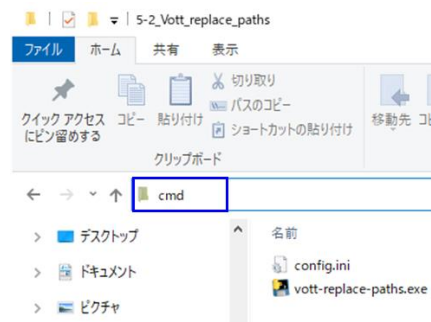 5-2_Vott_replace_paths
ファイル ホーム 共有 表示
クイック アクセス
にピン留めする
コピー
貼り付け
切り取り
パスのコピー
ショートカットの貼り付け
移動先
クリップボード
cmd
デスクトップ
ドキュメント
ピクチャ
名前
config.ini
vott-replace-paths.exe